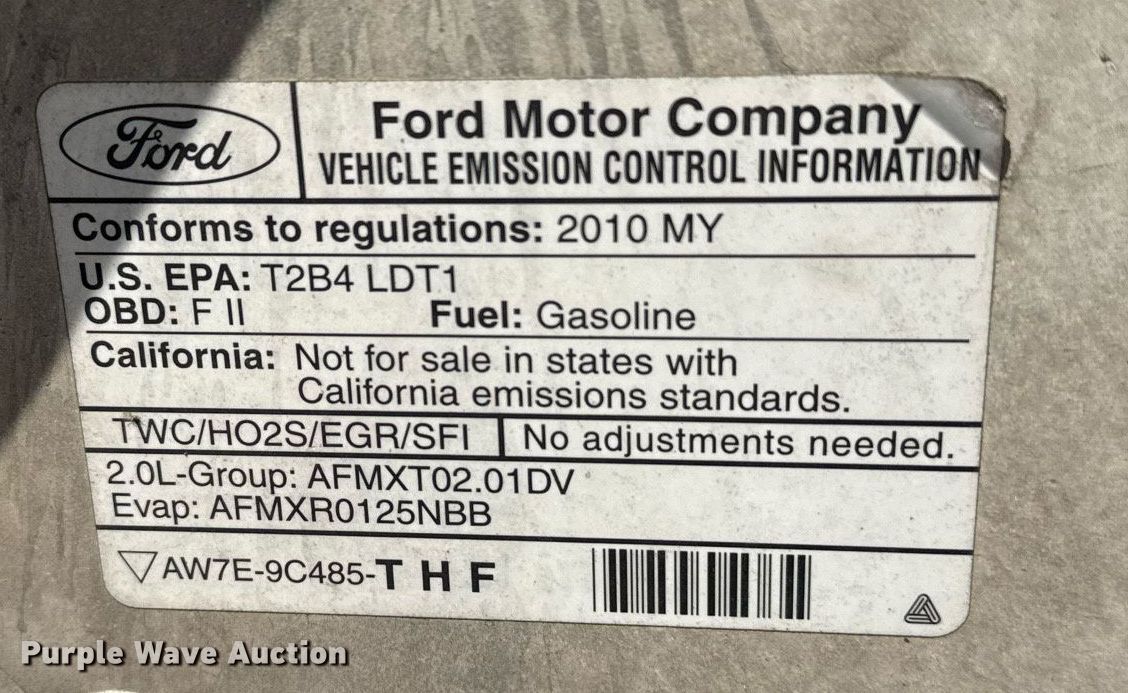 Ford
Ford Motor Company
VEHICLE EMISSION CONTROL INFORMATION
Conforms to regulations: 2010 MY
U.S. EPA: T2B4 LDT1
OBD: F II Fuel: Gasoline
California: Not for sale in states with
California emissions standards.
TWC/HO2S/EGR/SFI No adjustments needed.
2.0L-Group: AFMXT02.01DV
Evap: AFMXR0125NBB
AW7E-9C485-T H F
Purple Wave Auction